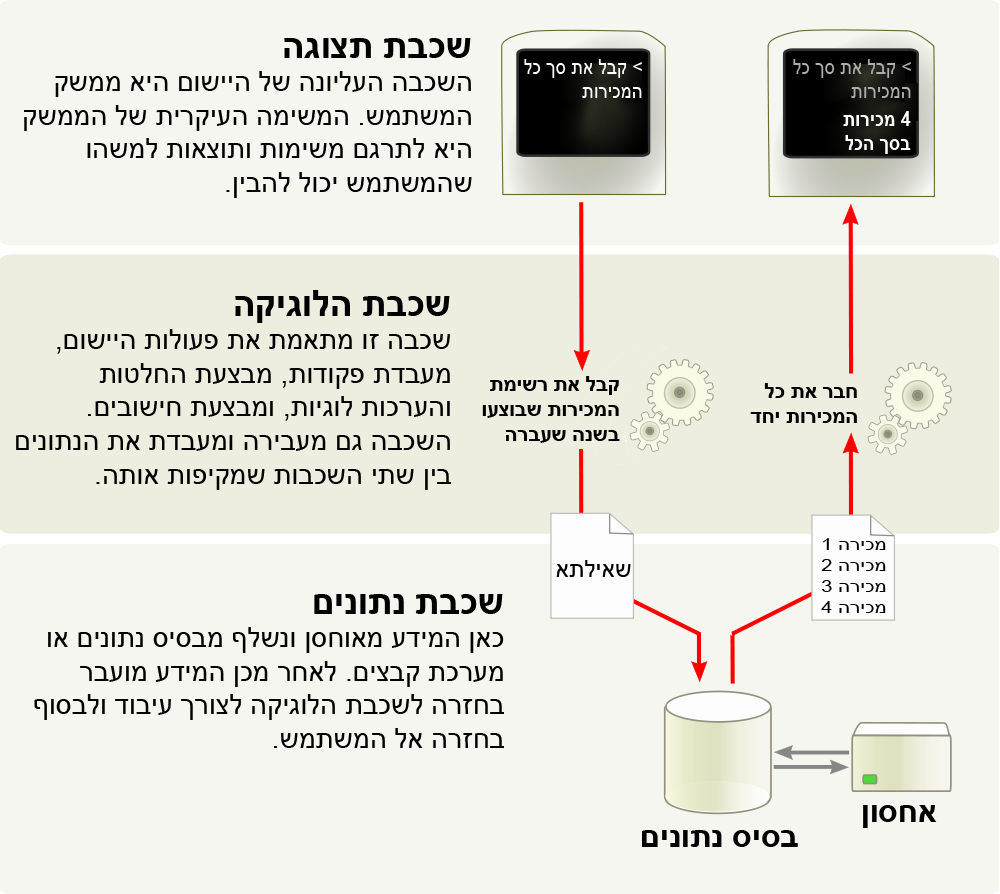 שכבת תצוגה
השכבה העליונה של היישום היא ממשק
המשתמש. המשימה העיקרית של הממשק
היא לתרגם משימות ותוצאות למשהו
שהמשתמש יכול להבין.
> קבל את סך כל
המכירות
> קבל את סך כל
המכירות
4 מכירות
בסך הכל
שכבת הלוגיקה
שכבה זו מתאמת את פעולות היישום,
מעבדת פקודות, מבצעת החלטות
והערכות לוגיות, ומבצעת חישובים.
השכבה גם מעבירה ומעבדת את הנתונים
בין שתי השכבות שמקיפות אותה.
קבל את רשימת
המכירות שבוצעו
בשנה שעברה
חבר את כל
המכירות יחד
שאילתא
מכירה 1
מכירה 2
מכירה 3
מכירה 4
שכבת נתונים
כאן המידע מאוחסן ונשלף מבסיס נתונים או
מערכת קבצים. לאחר מכן המידע מועבר
בחזרה לשכבת הלוגיקה לצורך עיבוד ולבסוף
בחזרה אל המשתמש.
בסיס נתונים
אחסון